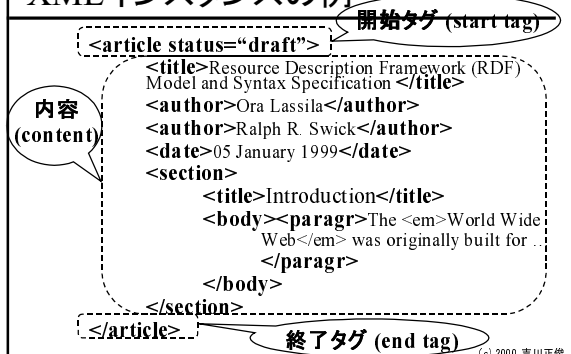 XML インスタンスの例
開始タグ (start tag)
<article status=“draft”>
<title>Resource Description Framework (RDF)
Model and Syntax Specification </title>
<author>Ora Lassila</author>
<author>Ralph R. Swick</author>
<date>05 January 1999</date>
<section>
<title>Introduction</title>
<body><paragr>The <em>World Wide
Web</em> was originally built for ..
</paragr>
</body>
</section>
</article>
内容
(content)
終了タグ (end tag)
(c) 2000